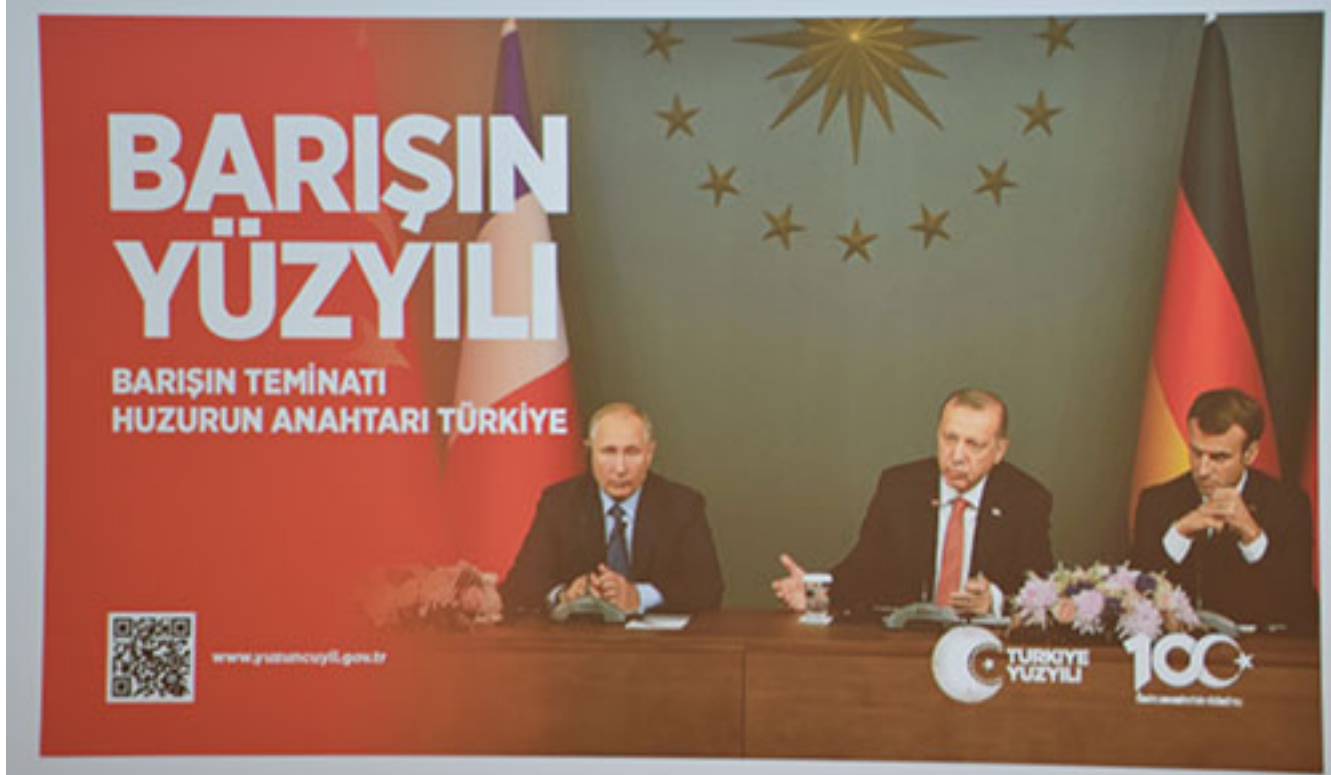 BARIŞIN
YÜZYILI
BARIŞIN TEMİNATI
HUZURUN ANAHTARI TÜRKİYE
www.yuzuncuyil.gov.tr
TÜRKİYE
YÜZYILI
100